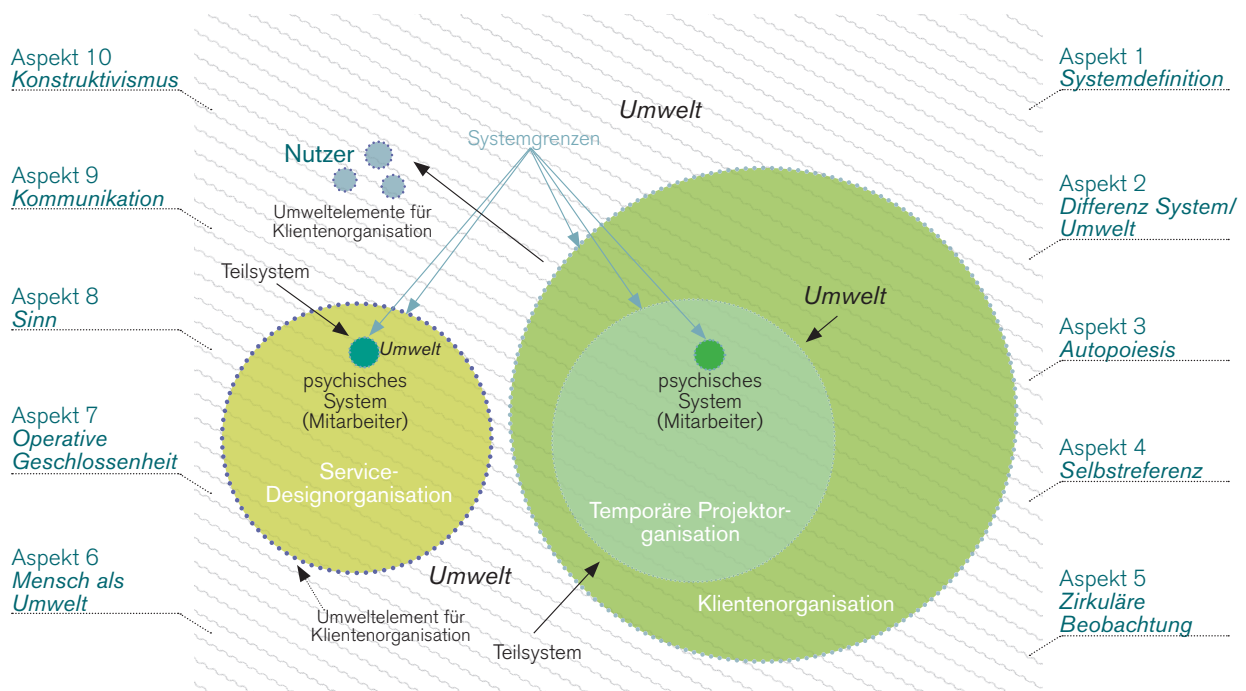 Aspekt 10
Konstruktivismus
Aspekt 9
Kommunikation
Aspekt 8
Sinn
Aspekt 7
Operative
Geschlossenheit
Aspekt 6
Mensch als
Umwelt
Umwelt
Systemgrenzen
Nutzer
Umweltelemente für
Klientenorganisation
Teilsystem
Umwelt
psychisches
System
(Mitarbeiter)
Service-
Designorganisation
Umwelt
Umweltelement für
Klientenorganisation
Teilsystem
Umwelt
psychisches
System
(Mitarbeiter)
Temporäre Projektor-
ganisation
Klientenorganisation
Aspekt 1
Systemdefinition
Aspekt 2
Differenz System/
Umwelt
Aspekt 3
Autopoiesis
Aspekt 4
Selbstreferenz
Aspekt 5
Zirkuläre
Beobachtung